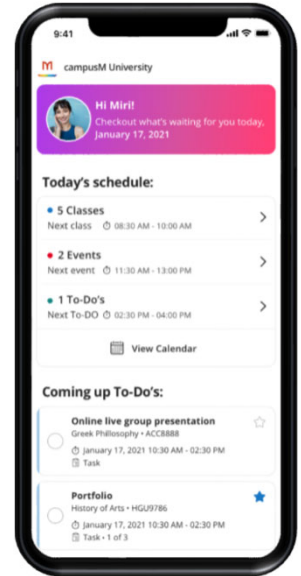 9:41
campusM University
Hi Miri!
Checkout what's waiting for you today,
January 17, 2021
Today's schedule:
5 Classes
Next class 08:30 AM - 10:00 AM
2 Events
Next event 11:30 AM - 13:00 PM
1 To-Do's
Next To-DO 02:30 PM - 04:00 PM
View Calendar
Coming up To-Do's:
Online live group presentation
Greek Phillosophy • ACC8888
January 17, 2021 10:30 AM - 02:30 PM
Task
Portfolio
History of Arts • HGU9786
January 17, 2021 10:30 AM - 02:30 PM
Task • 1 of 3